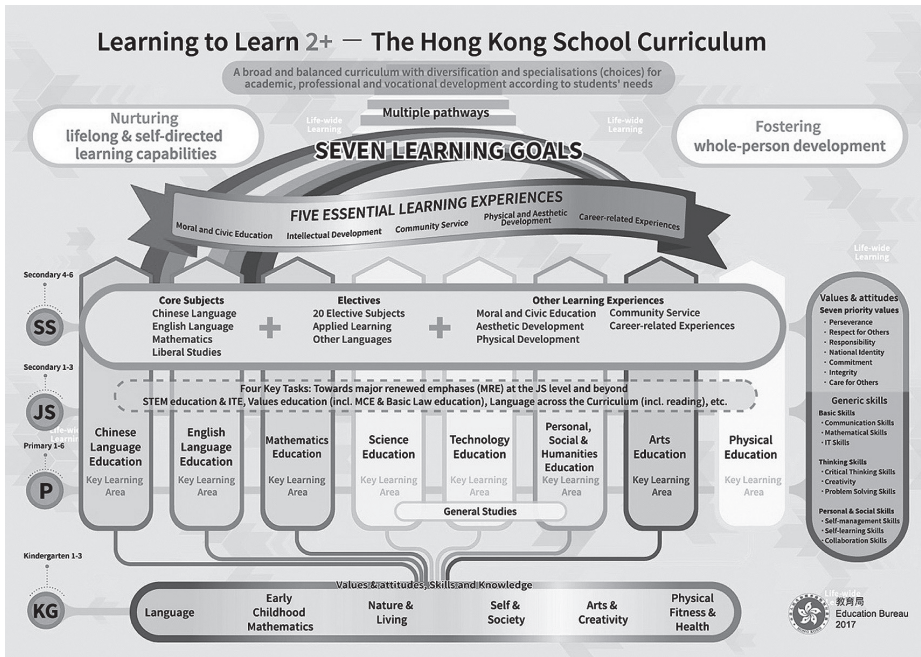 Learning to Learn 2+ — The Hong Kong School Curriculum
A broad and balanced curriculum with diversification and specialisations (choices) for
academic, professional and vocational development according to students' needs
Multiple pathways
Nurturing
lifelong & self-directed
learning capabilities
Life-wide
Learning
Life-wide
Learning
Fostering
whole-person development
SEVEN LEARNING GOALS
FIVE ESSENTIAL LEARNING EXPERIENCES
Moral and Civic Education
Intellectual Development
Community Service
Physical and Aesthetic
Development
Career-related Experiences
Life-wide
Learning
Secondary 4-6
SS
Core Subjects
Chinese Language
English Language
Mathematics
Liberal Studies
+
Electives
20 Elective Subjects
Applied Learning
Other Languages
+
Other Learning Experiences
Moral and Civic Education
Aesthetic Development
Physical Development
Community Service
Career-related Experiences
Secondary 1-3
JS
Four Key Tasks: Towards major renewed emphases (MRE) at the JS level and beyond
STEM education & ITE, Values education (incl. MCE & Basic Law education), Language across the Curriculum (incl. reading), etc.
Life-wide
Primary 1-6
P
Chinese
Language
Education
Key Learning
Area
English
Language
Education
Key Learning
Area
Mathematics
Education
Key Learning
Area
Science
Education
Key Learning
Area
Technology
Education
Key Learning
Area
Personal,
Social &
Humanities
Education
Key Learning
Area
Arts
Education
Key Learning
Area
Physical
Education
Key Learning
Area
General Studies
Values & attitudes
Seven priority values
· Perseverance
· Respect for Others
· Responsibility
· National Identity
· Commitment
· Integrity
· Care for Others
Generic skills
Basic Skills
· Communication Skills
· Mathematical Skills
· IT Skills
Thinking Skills
· Critical Thinking Skills
· Creativity
· Problem Solving Skills
Personal & Social Skills
· Self-management Skills
· Self-learning Skills
· Collaboration Skills
Kindergarten 1-3
KG
Values & attitudes, Skills and Knowledge
Language
Early
Childhood
Mathematics
Nature &
Living
Self &
Society
Arts &
Creativity
Physical
Fitness &
Health
Life-wide
教育局
Education Bureau
2017